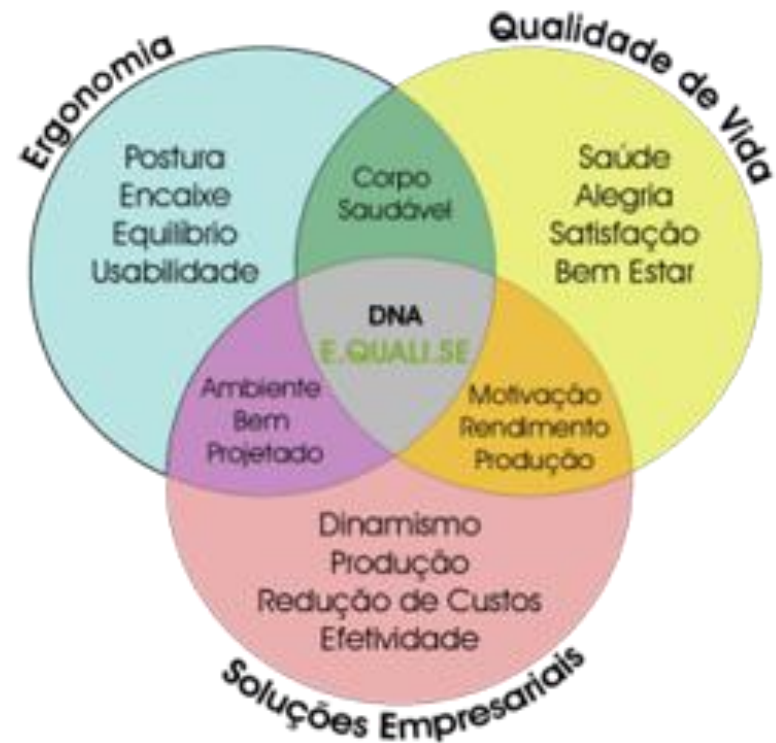 Ergonomia
Qualidade de Vida
Postura
Encaixe
Equilíbrio
Usabilidade
Corpo
Saudável
Saúde
Alegria
Satisfação
Bem Estar
DNA
E.QUALI.SE
Ambiente
Bem
Projetado
Motivação
Rendimento
Produção
Dinamismo
Produção
Redução de Custos
Efetividade
Soluções Empresariais